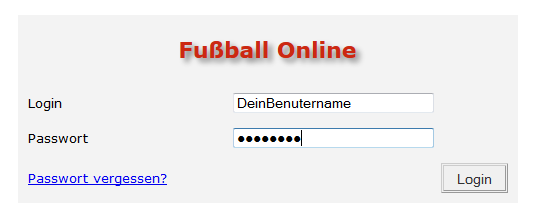 Fußball Online
Login DeinBenutername
Passwort ●●●●●●●●
Passwort vergessen? Login